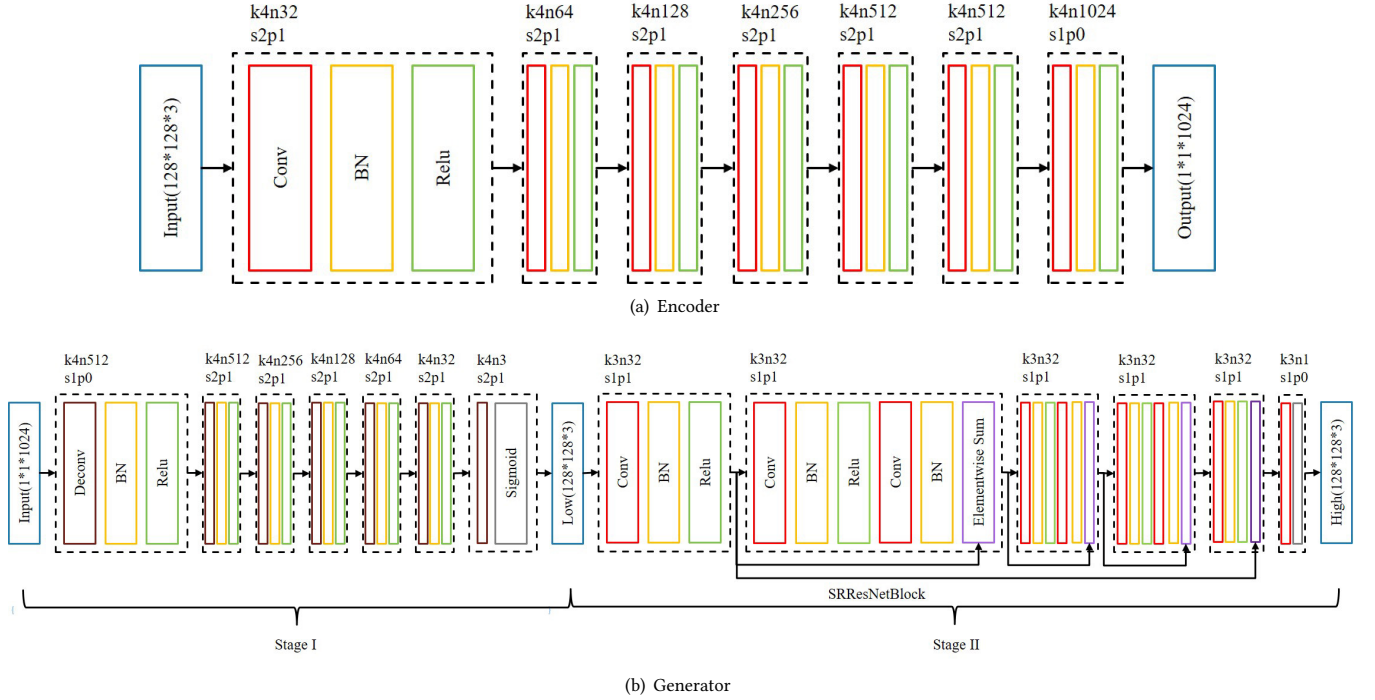 k4n32
s2p1
k4n64
s2p1
k4n128
s2p1
k4n256
s2p1
k4n512
s2p1
k4n512
s2p1
k4n1024
s1p0
Input(128*128*3)
Conv
BN
Relu
Output(1*1*1024)
(a) Encoder
k4n512
s1p0
k4n512
s2p1
k4n256
s2p1
k4n128
s2p1
k4n64
s2p1
k4n32
s2p1
k4n3
s2p1
k3n32
s1p1
k3n32
s1p1
k3n32
s1p1
k3n32
s1p1
k3n32
s1p1
k3n1
s1p0
Input(1*1*1024)
Deconv
BN
Relu
Sigmoid
Low(128*128*3)
Conv
BN
Relu
Conv
BN
Relu
Conv
BN
Elementwise Sum
High(128*128*3)
SRResNetBlock
Stage I
Stage II
(b) Generator